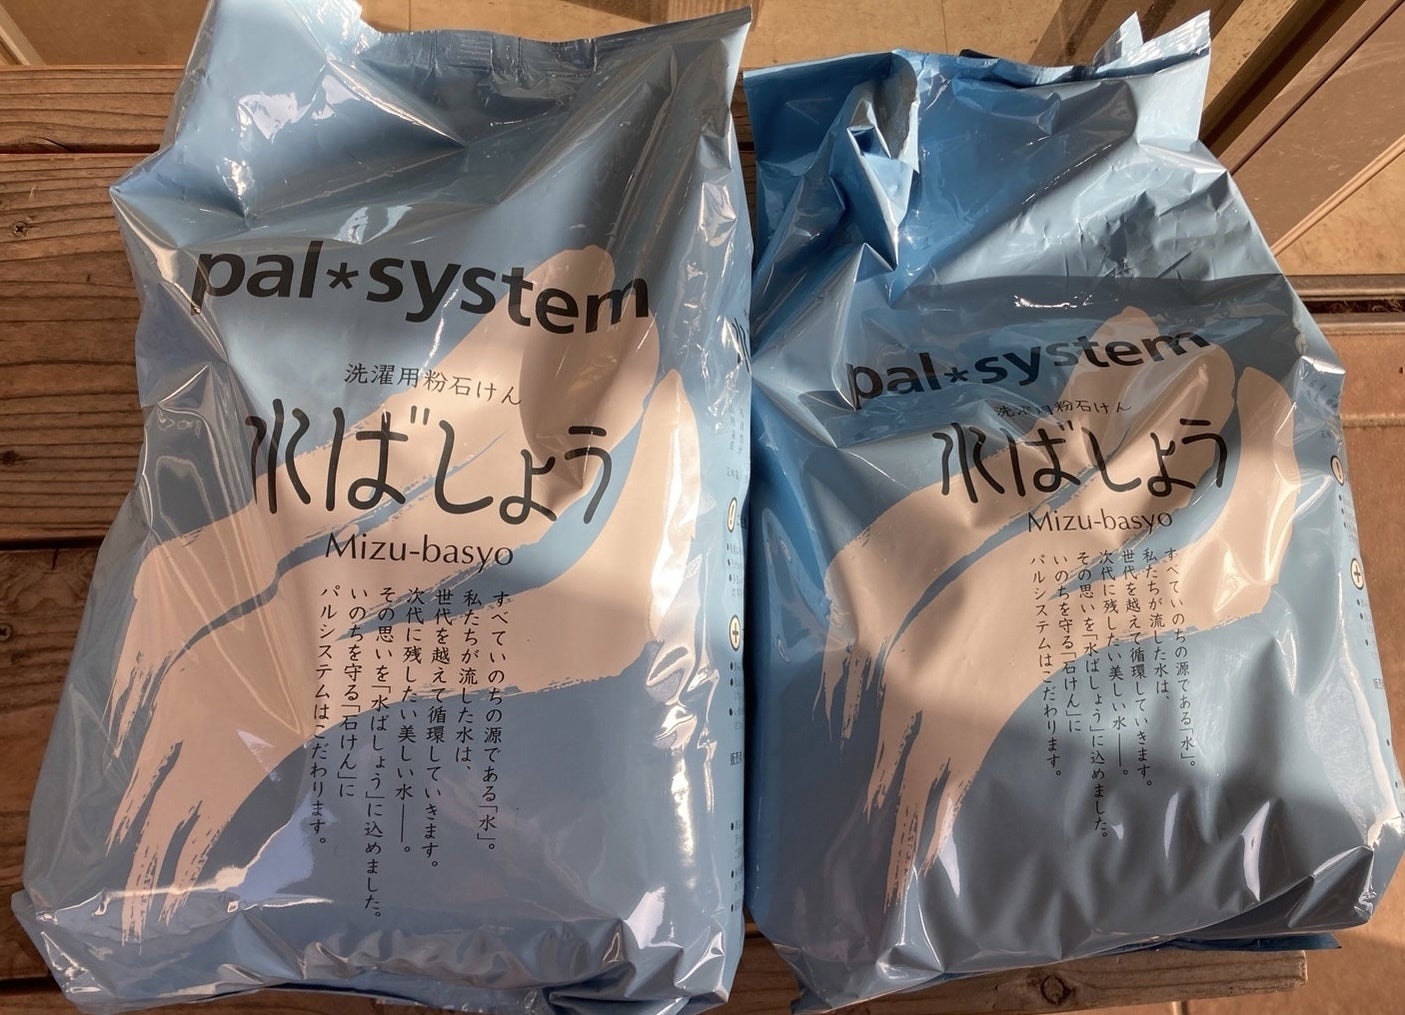 pal*system
洗濯用粉石けん
水ばしょう
Mizu-basyo
すべていのちの源である「水」。
私たちが流した水は、
世代を越えて循環していきます。
次代に残したい美しい水――。
その思いを「水ばしょう」に込めました。
いのちを守る「石けん」に
パルシステムはこだわります。
pal*system
洗濯用粉石けん
水ばしょう
Mizu-basyo
すべていのちの源である「水」。
私たちが流した水は、
世代を越えて循環していきます。
次代に残したい美しい水――。
その思いを「水ばしょう」に込めました。
いのちを守る「石けん」に
パルシステムはこだわります。